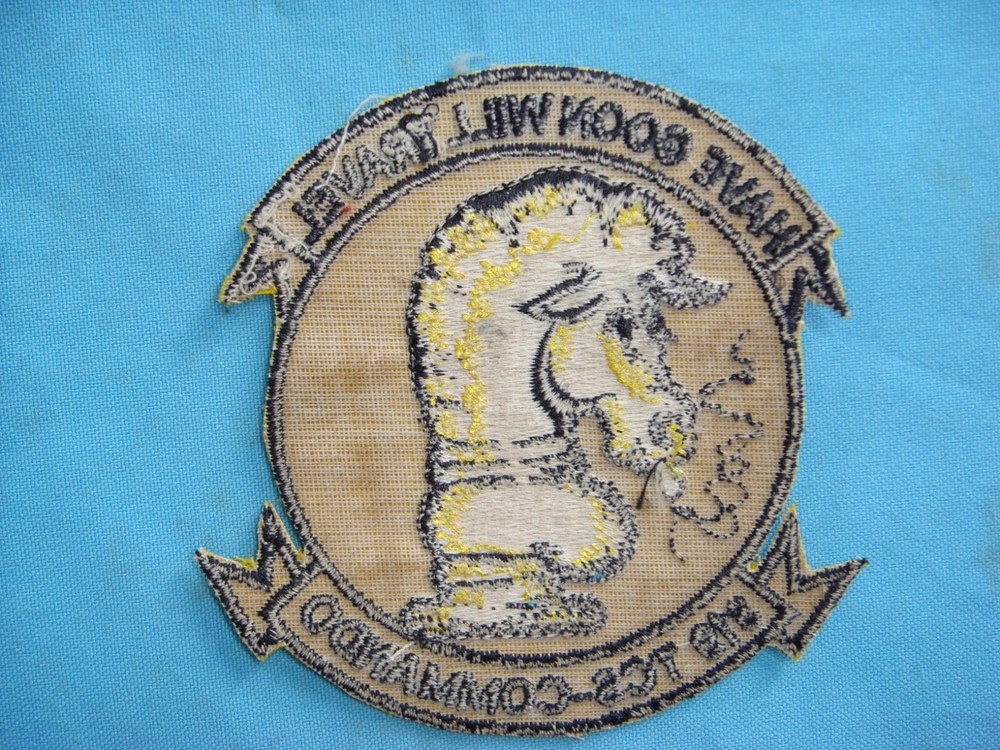 HAVE GOON WILL TRAVEL
TCS-COMMANDO